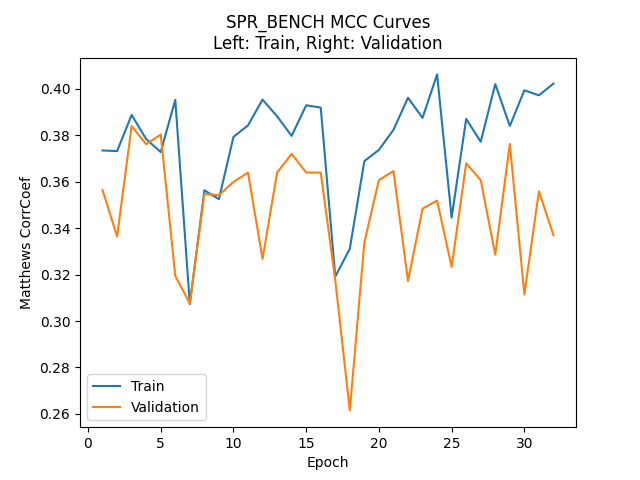 SPR_BENCH MCC Curves
Left: Train, Right: Validation
0.40
0.38
0.36
0.34
0.32
0.30
0.28
0.26
Matthews CorrCoef
Train
Validation
0
5
10
15
20
25
30
Epoch